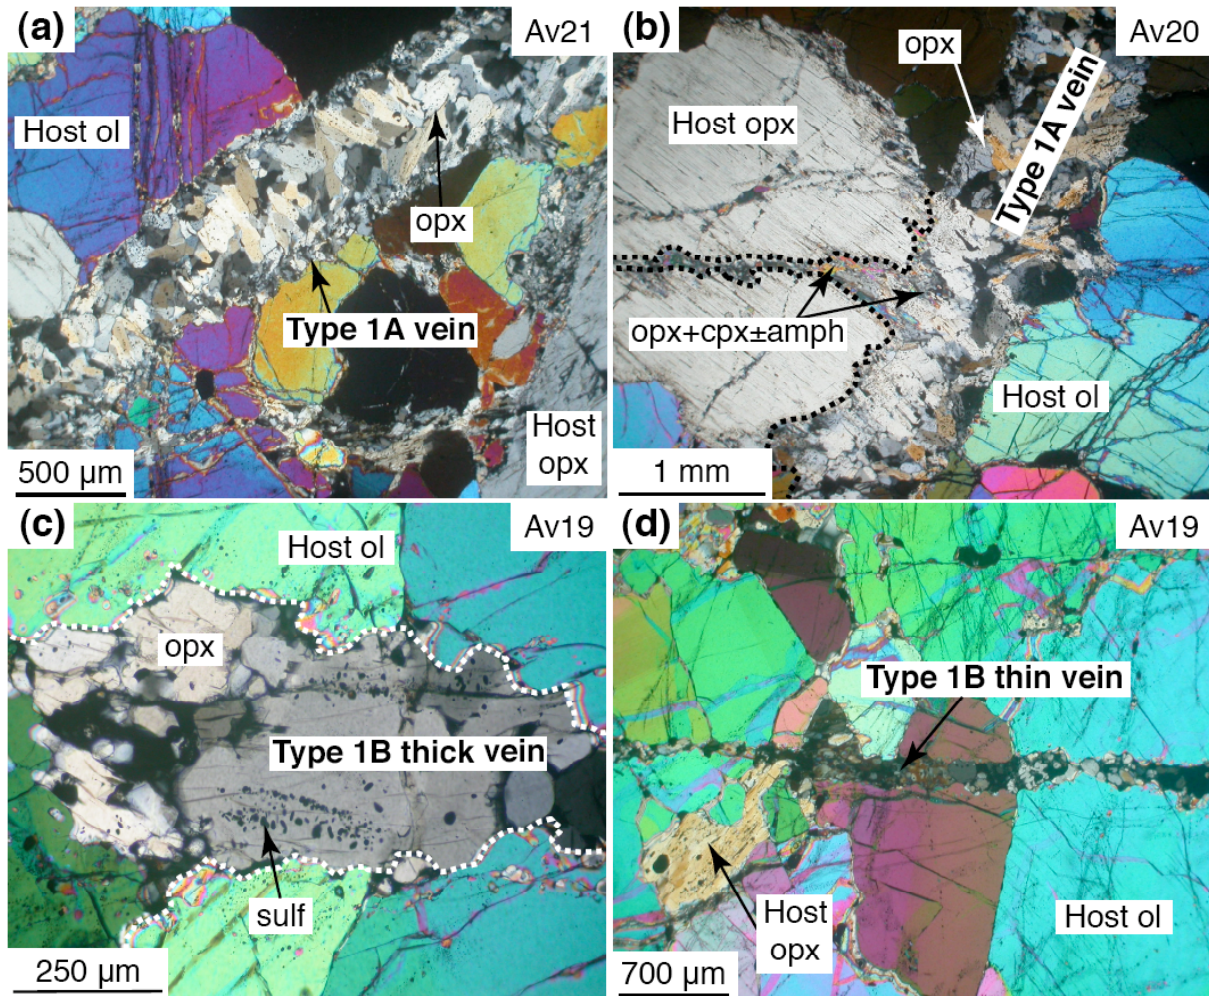 (a)
Av21
Host ol
opx
Type 1A vein
Host
opx
500 µm
(b)
Av20
opx
Host opx
Type 1A vein
opx+cpx±amph
Host ol
1 mm
(c)
Av19
Host ol
opx
Type 1B thick vein
sulf
250 µm
(d)
Av19
Type 1B thin vein
Host
opx
Host ol
700 µm